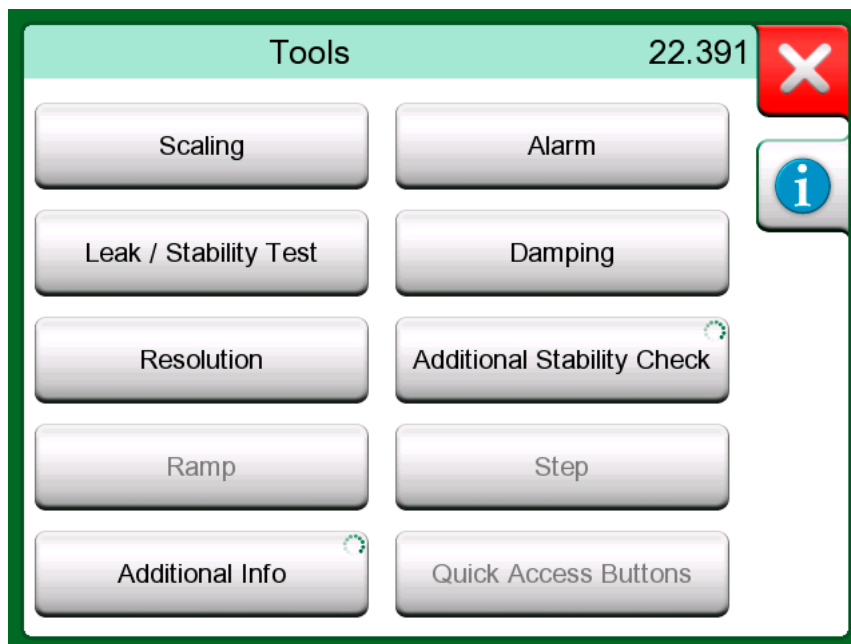 Tools 22.391
Scaling
Alarm
Leak / Stability Test
Damping
Resolution
Additional Stability Check
Ramp
Step
Additional Info
Quick Access Buttons